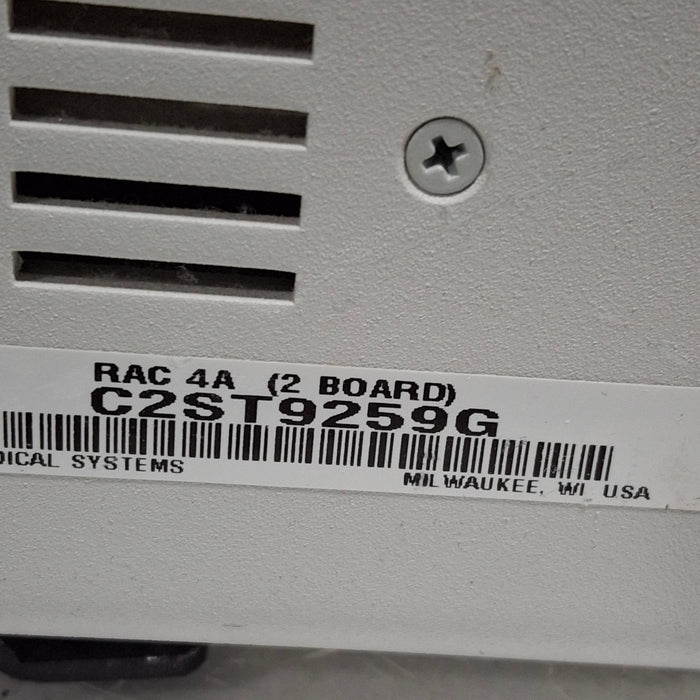 RAC 4A (2 BOARD)
C2ST9259G
DICAL SYSTEMS MILWAUKEE, WI USA